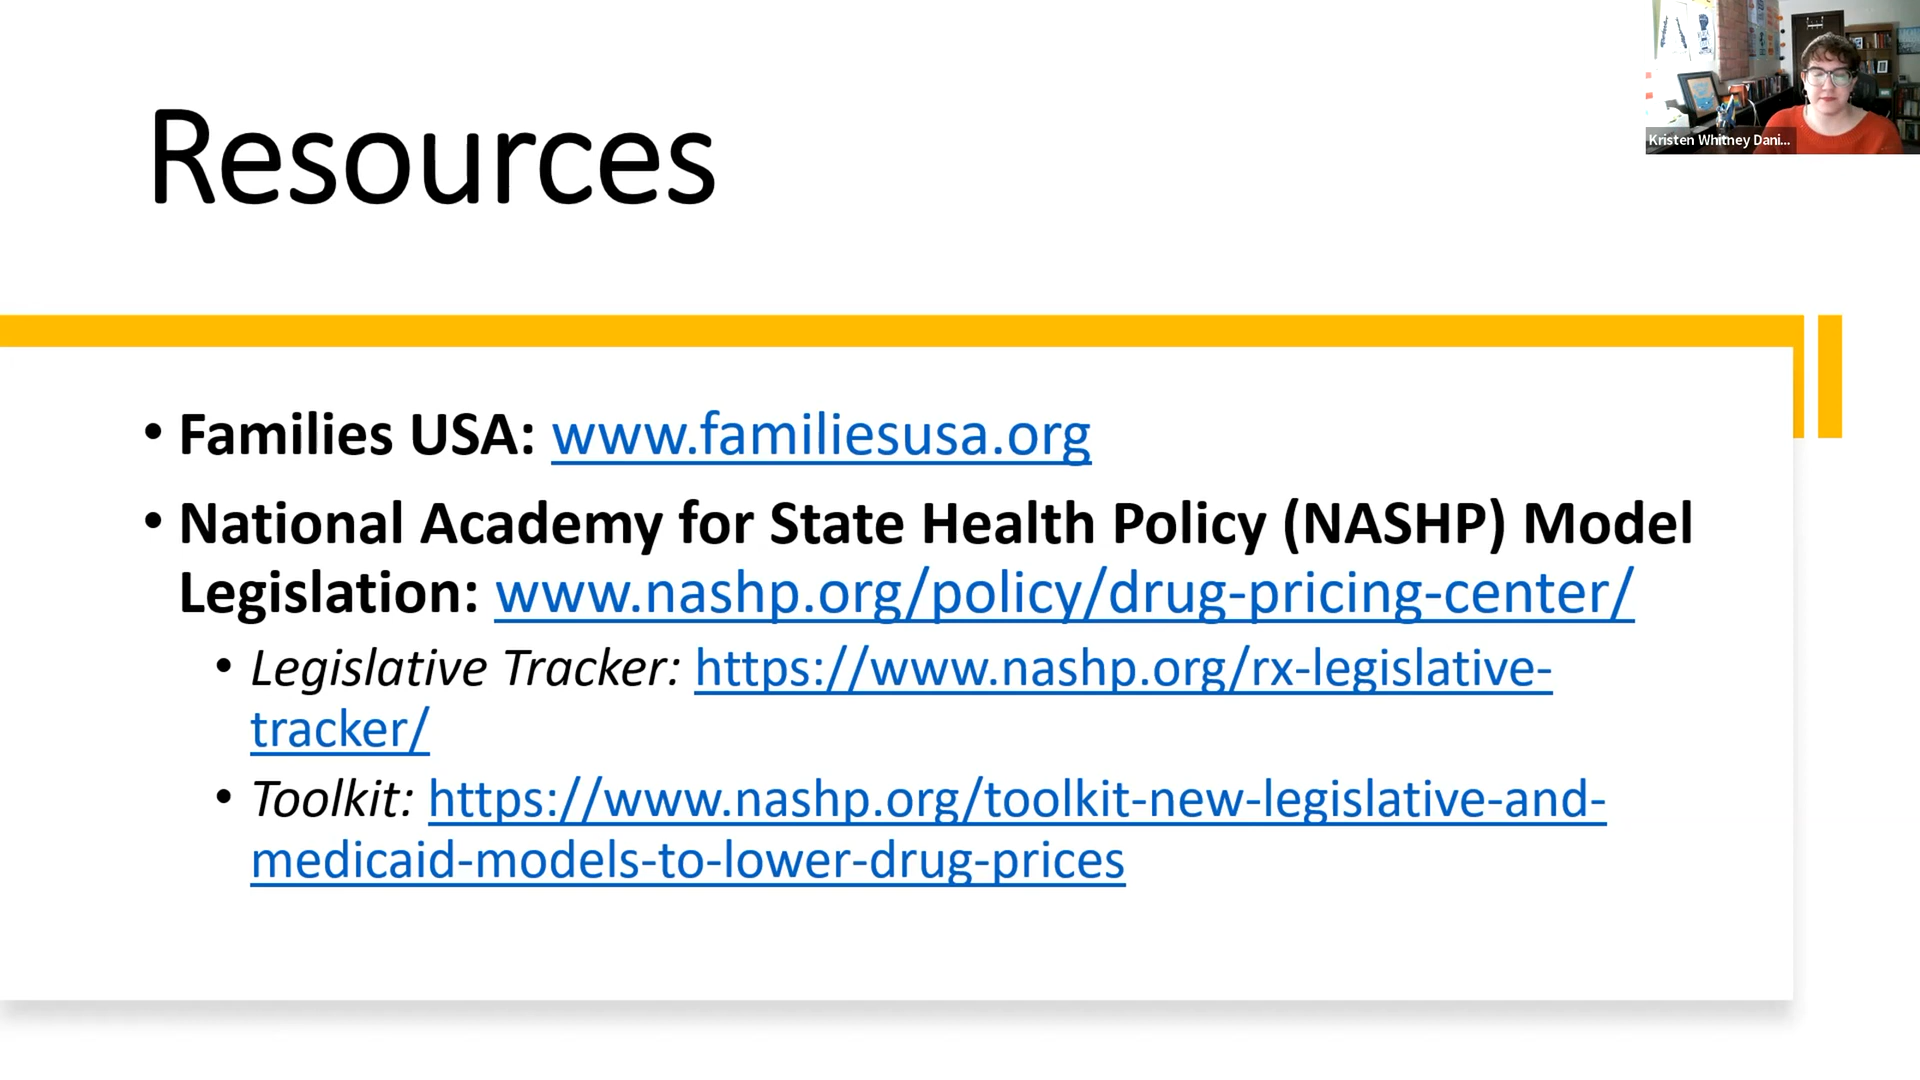 Resources
Kristen Whitney Dani...
• Families USA: www.familiesusa.org
• National Academy for State Health Policy (NASHP) Model
Legislation: www.nashp.org/policy/drug-pricing-center/
• Legislative Tracker: https://www.nashp.org/rx-legislative-
tracker/
• Toolkit: https://www.nashp.org/toolkit-new-legislative-and-
medicaid-models-to-lower-drug-prices